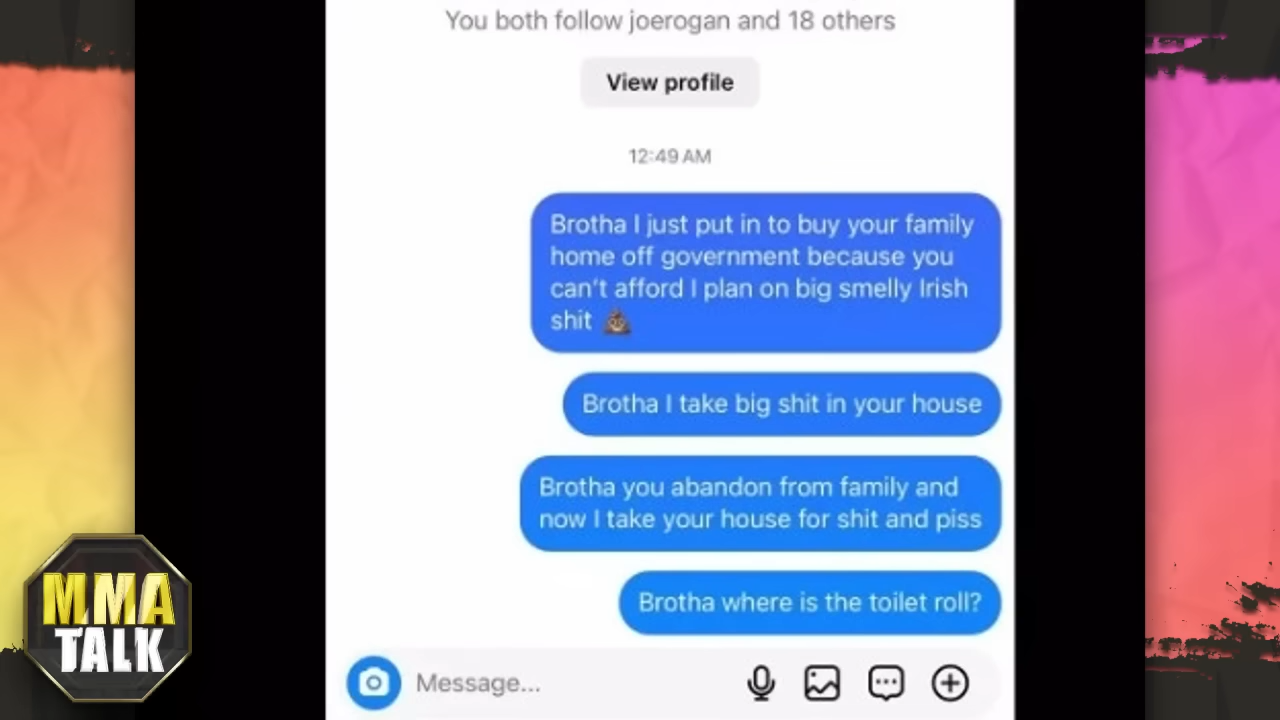 You both follow joerogan and 18 others
View profile
12:49 AM
Brotha I just put in to buy your family
home off government because you
can't afford I plan on big smelly Irish
shit 💩
Brotha I take big shit in your house
Brotha you abandon from family and
now I take your house for shit and piss
Brotha where is the toilet roll?
Message...
MMA
TALK